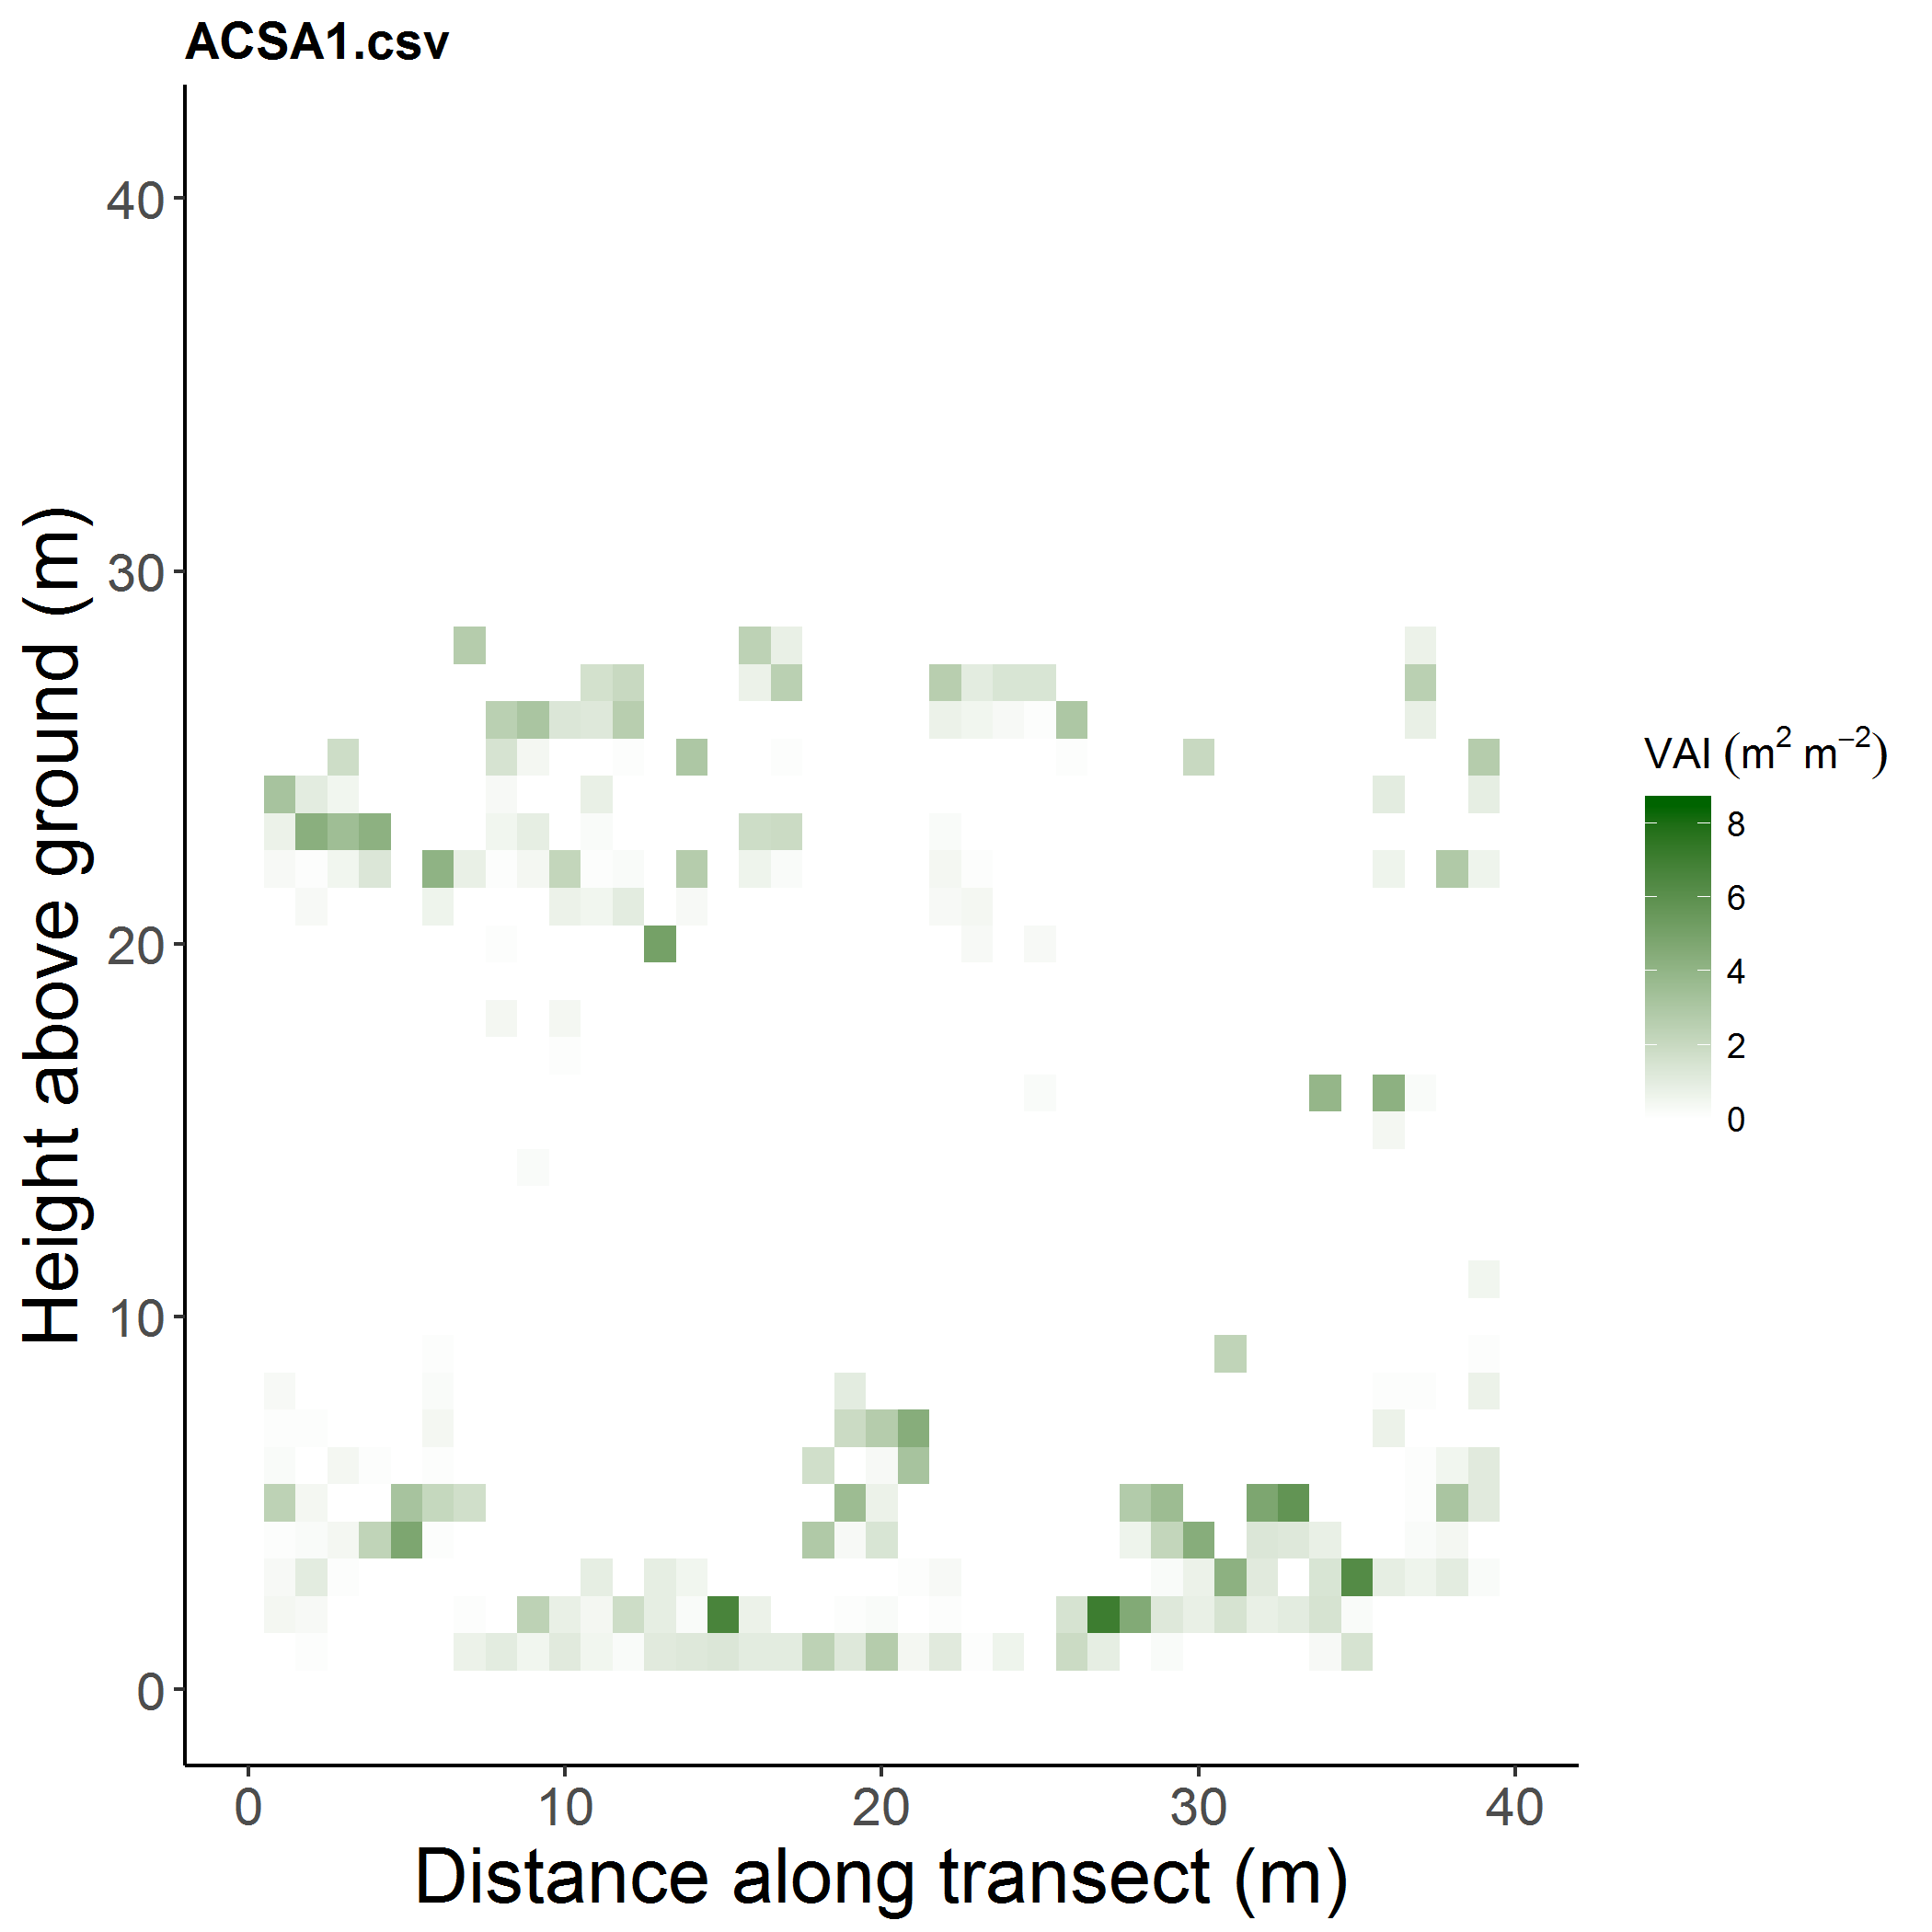 ACSA1.csv
Height above ground (m)
40
30
20
10
0
0 10 20 30 40
Distance along transect (m)
VAI (m² m⁻²)
8
6
4
2
0